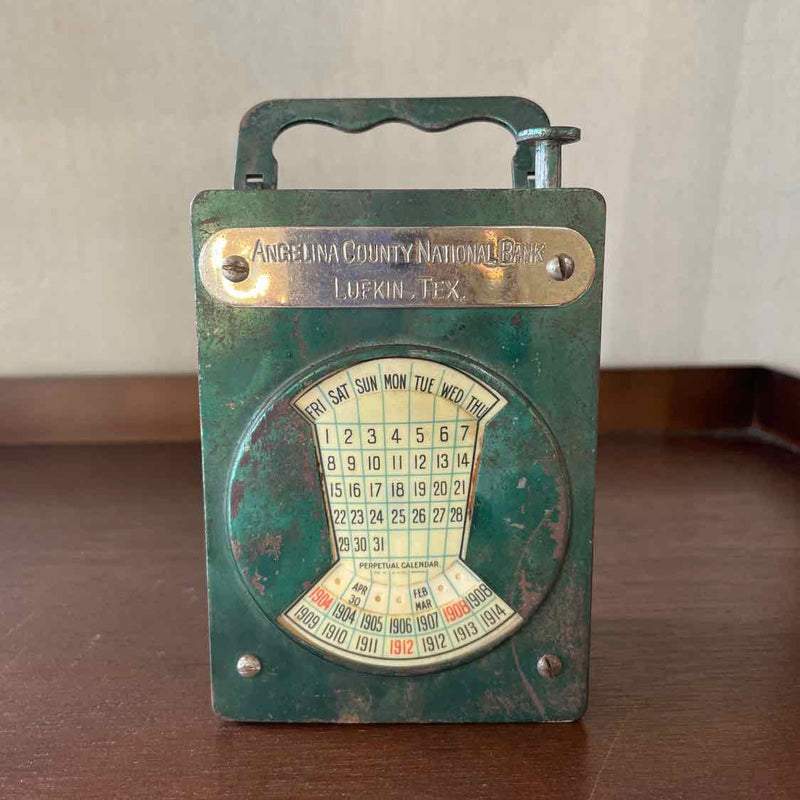 ANGELINA COUNTY NATIONAL BANK
LUFKIN, TEX.
FRI SAT SUN MON TUE WED THU
1 2 3 4 5 6 7
8 9 10 11 12 13 14
15 16 17 18 19 20 21
22 23 24 25 26 27 28
29 30 31
PERPETUAL CALENDAR
APR 30 FEB MAR
1904 1904 1905 1906 1907 1908 1908
1909 1910 1911 1912 1912 1913 1914